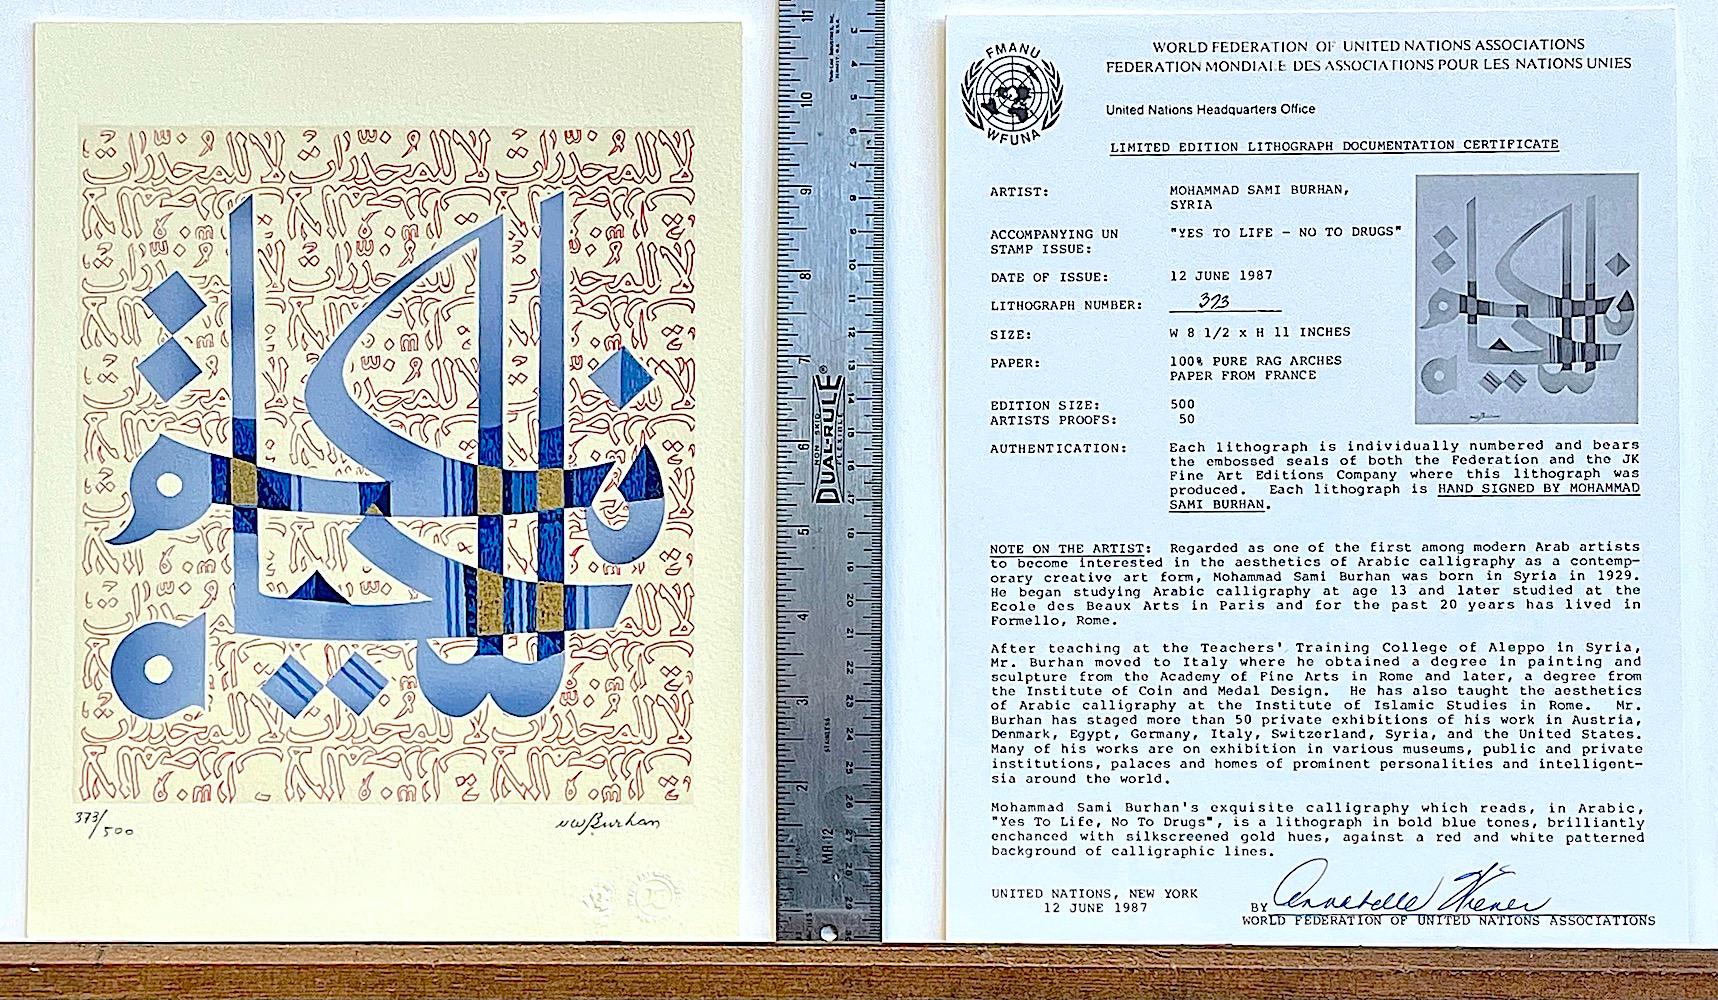 لا للمخدرات
373/500
Burhan
DUAL-RULE
NON-SKID
MR12
STAINLESS
FMANU
WFUNA
WORLD FEDERATION OF UNITED NATIONS ASSOCIATIONS
FEDERATION MONDIALE DES ASSOCIATIONS POUR LES NATIONS UNIES
United Nations Headquarters Office
LIMITED EDITION LITHOGRAPH DOCUMENTATION CERTIFICATE
ARTIST: MOHAMMAD SAMI BURHAN,
SYRIA
ACCOMPANYING UN "YES TO LIFE - NO TO DRUGS"
STAMP ISSUE:
DATE OF ISSUE: 12 JUNE 1987
LITHOGRAPH NUMBER: 373
SIZE: W 8 1/2 x H 11 INCHES
PAPER: 100% PURE RAG ARCHES
PAPER FROM FRANCE
EDITION SIZE: 500
ARTISTS PROOFS: 50
AUTHENTICATION: Each lithograph is individually numbered and bears
the embossed seals of both the Federation and the JK
Fine Art Editions Company where this lithograph was
produced. Each lithograph is HAND SIGNED BY MOHAMMAD
SAMI BURHAN.
NOTE ON THE ARTIST: Regarded as one of the first among modern Arab artists
to become interested in the aesthetics of Arabic calligraphy as a contemp-
orary creative art form, Mohammad Sami Burhan was born in Syria in 1929.
He began studying Arabic calligraphy at age 13 and later studied at the
Ecole des Beaux Arts in Paris and for the past 20 years has lived in
Formello, Rome.
After teaching at the Teachers' Training College of Aleppo in Syria,
Mr. Burhan moved to Italy where he obtained a degree in painting and
sculpture from the Academy of Fine Arts in Rome and later, a degree from
the Institute of Coin and Medal Design. He has also taught the aesthetics
of Arabic calligraphy at the Institute of Islamic Studies in Rome. Mr.
Burhan has staged more than 50 private exhibitions of his work in Austria,
Denmark, Egypt, Germany, Italy, Switzerland, Syria, and the United States.
Many of his works are on exhibition in various museums, public and private
institutions, palaces and homes of prominent personalities and intelligent-
sia around the world.
Mohammad Sami Burhan's exquisite calligraphy which reads, in Arabic,
"Yes To Life, No To Drugs", is a lithograph in bold blue tones, brilliantly
enchanced with silkscreened gold hues, against a red and white patterned
background of calligraphic lines.
UNITED NATIONS, NEW YORK
12 JUNE 1987
BY Annabelle Wiener
WORLD FEDERATION OF UNITED NATIONS ASSOCIATIONS